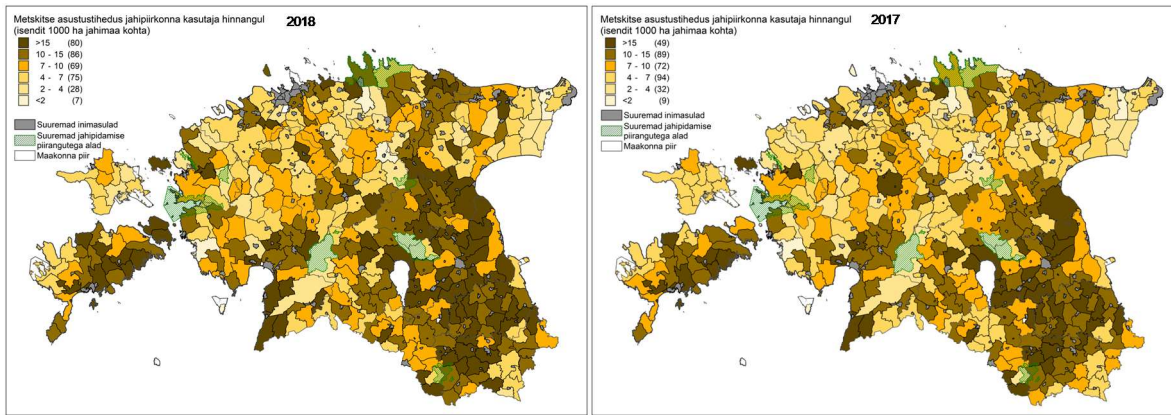 Metskitse asustustihedus jahipiirkonna kasutaja hinnangul
2018
(isendit 1000 ha jahimaa kohta)
>15 (80)
10 - 15 (86)
7 - 10 (69)
4 - 7 (75)
2 - 4 (28)
<2 (7)
Suuremad inimasulad
Suuremad jahipidamise
piirangutega alad
Maakonna piir
Metskitse asustustihedus jahipiirkonna kasutaja hinnangul
2017
(isendit 1000 ha jahimaa kohta)
>15 (49)
10 - 15 (89)
7 - 10 (72)
4 - 7 (94)
2 - 4 (32)
<2 (9)
Suuremad inimasulad
Suuremad jahipidamise
piirangutega alad
Maakonna piir